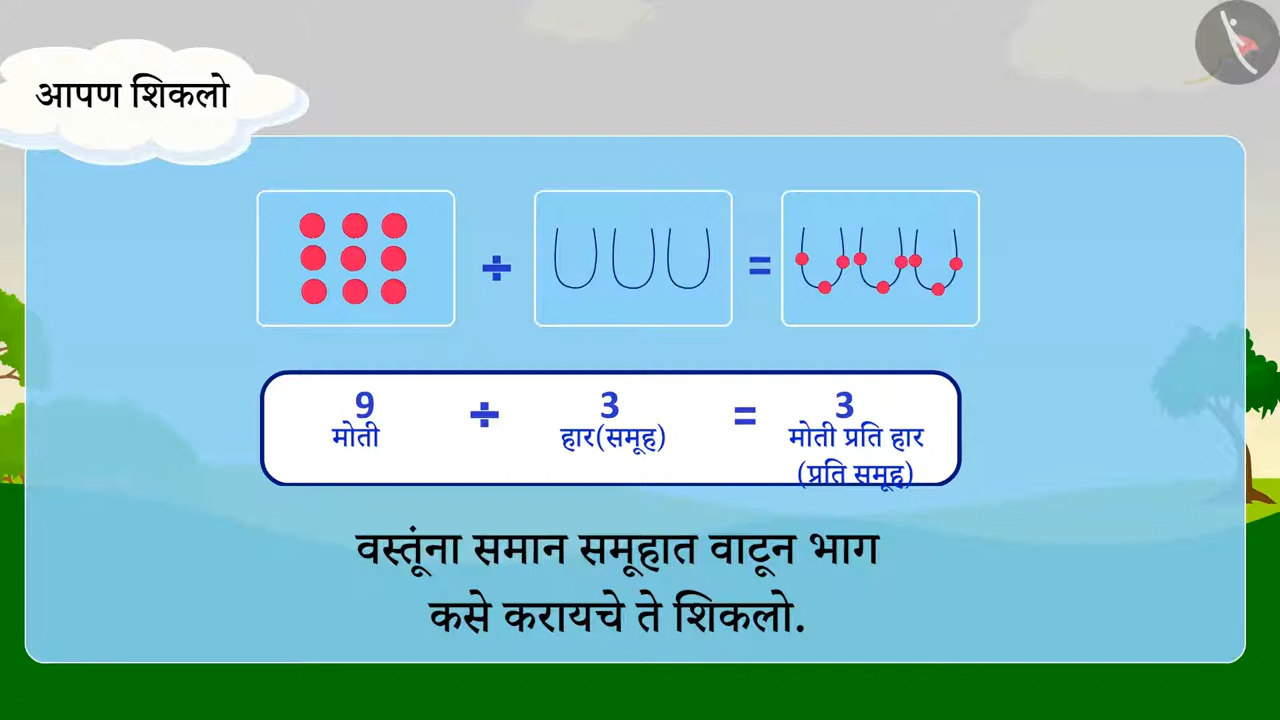 आपण शिकलो
÷ =
9 ÷ 3 = 3
मोती हार(समूह) मोती प्रति हार
(प्रति समूह)
वस्तूंना समान समूहात वाटून भाग
कसे करायचे ते शिकलो.